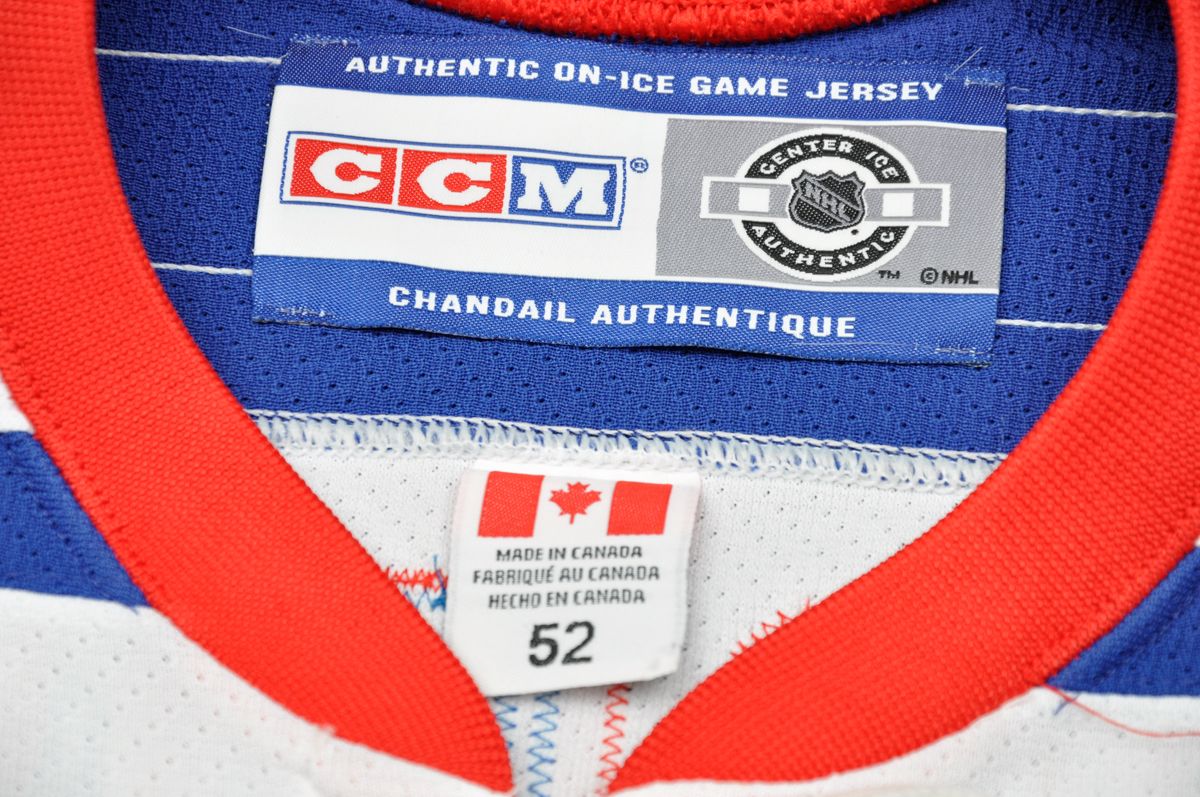 AUTHENTIC ON-ICE GAME JERSEY
CCM®
CENTER ICE
NHL
AUTHENTIC
™ © NHL
CHANDAIL AUTHENTIQUE
MADE IN CANADA
FABRIQUÉ AU CANADA
HECHO EN CANADA
52